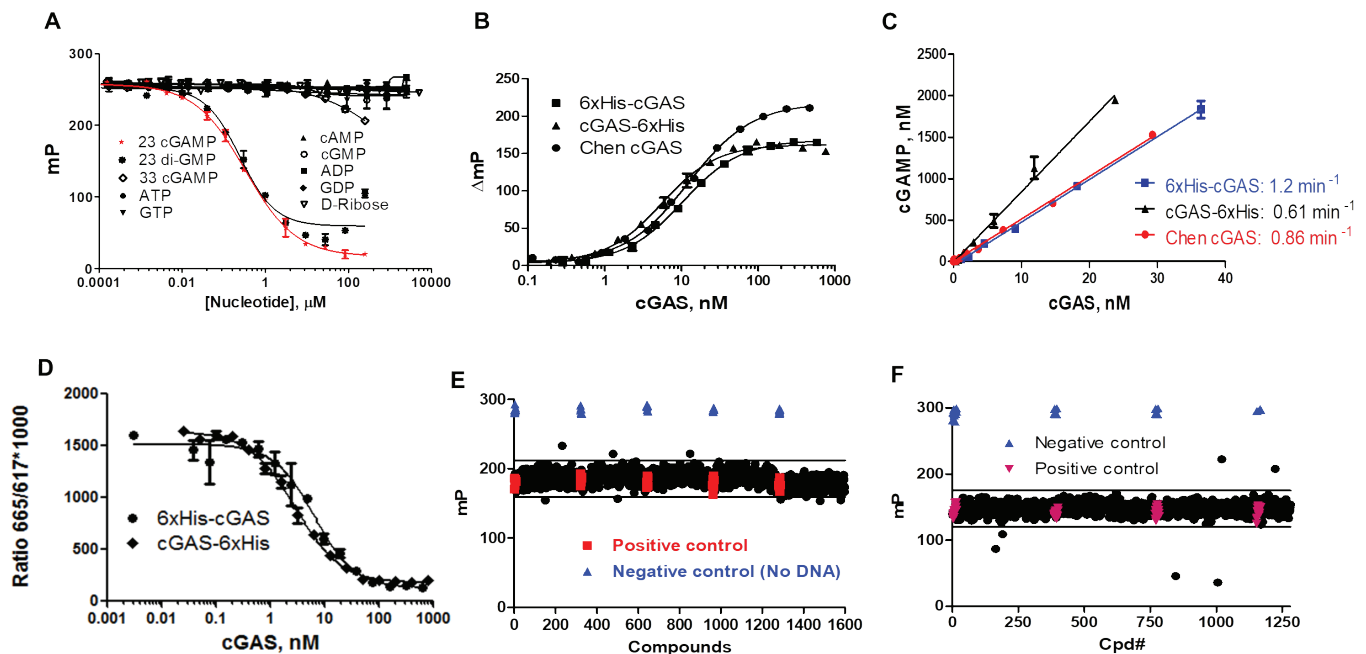 A
300
200
100
0
mP
23 cGAMP
23 di-GMP
33 cGAMP
ATP
GTP
cAMP
cGMP
ADP
GDP
D-Ribose
0.0001
0.01
1
100
10000
[Nucleotide], μM
B
250
200
150
100
50
0
ΔmP
6xHis-cGAS
cGAS-6xHis
Chen cGAS
0.1
1
10
100
1000
cGAS, nM
C
2500
2000
1500
1000
500
0
cGAMP, nM
6xHis-cGAS: 1.2 min-1
cGAS-6xHis: 0.61 min-1
Chen cGAS: 0.86 min-1
0
10
20
30
40
cGAS, nM
D
2000
1500
1000
500
0
Ratio 665/617*1000
6xHis-cGAS
cGAS-6xHis
0.001
0.01
0.1
1
10
100
1000
cGAS, nM
E
300
200
100
0
mP
Positive control
Negative control (No DNA)
0
200
400
600
800
1000
1200
1400
1600
Compounds
F
300
200
100
0
mP
Negative control
Positive control
0
250
500
750
1000
1250
Cpd#